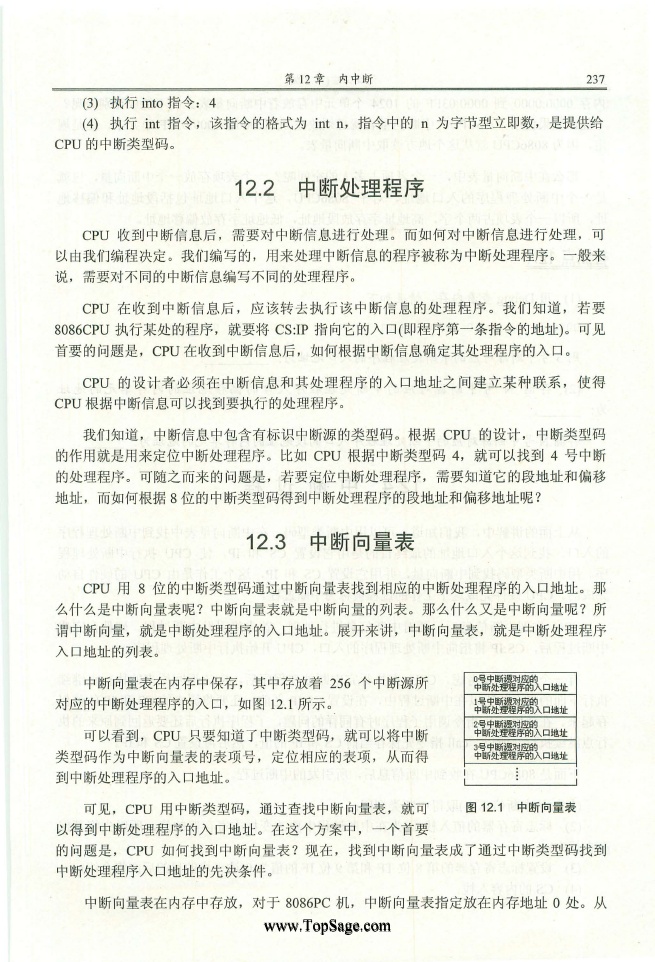 第 12 章 内中断 237
(3) 执行 into 指令：4
(4) 执行 int 指令，该指令的格式为 int n，指令中的 n 为字节型立即数，是提供给
CPU 的中断类型码。
12.2 中断处理程序
CPU 收到中断信息后，需要对中断信息进行处理。而如何对中断信息进行处理，可
以由我们编程决定。我们编写的，用来处理中断信息的程序被称为中断处理程序。一般来
说，需要对不同的中断信息编写不同的处理程序。
CPU 在收到中断信息后，应该转去执行该中断信息的处理程序。我们知道，若要
8086CPU 执行某处的程序，就要将 CS:IP 指向它的入口(即程序第一条指令的地址)。可见
首要的问题是，CPU 在收到中断信息后，如何根据中断信息确定其处理程序的入口。
CPU 的设计者必须在中断信息和其处理程序的入口地址之间建立某种联系，使得
CPU 根据中断信息可以找到要执行的处理程序。
我们知道，中断信息中包含有标识中断源的类型码。根据 CPU 的设计，中断类型码
的作用就是用来定位中断处理程序。比如 CPU 根据中断类型码 4，就可以找到 4 号中断
的处理程序。可随之而来的问题是，若要定位中断处理程序，需要知道它的段地址和偏移
地址，而如何根据 8 位的中断类型码得到中断处理程序的段地址和偏移地址呢？
12.3 中断向量表
CPU 用 8 位的中断类型码通过中断向量表找到相应的中断处理程序的入口地址。那
么什么是中断向量表呢？中断向量表就是中断向量的列表。那么什么又是中断向量呢？所
谓中断向量，就是中断处理程序的入口地址。展开来讲，中断向量表，就是中断处理程序
入口地址的列表。
中断向量表在内存中保存，其中存放着 256 个中断源所
对应的中断处理程序的入口，如图 12.1 所示。
可以看到，CPU 只要知道了中断类型码，就可以将中断
类型码作为中断向量表的表项号，定位相应的表项，从而得
到中断处理程序的入口地址。
0号中断源对应的
中断处理程序的入口地址
1号中断源对应的
中断处理程序的入口地址
2号中断源对应的
中断处理程序的入口地址
3号中断源对应的
中断处理程序的入口地址
⋮
图 12.1 中断向量表
可见，CPU 用中断类型码，通过查找中断向量表，就可
以得到中断处理程序的入口地址。在这个方案中，一个首要
的问题是，CPU 如何找到中断向量表？现在，找到中断向量表成了通过中断类型码找到
中断处理程序入口地址的先决条件。
中断向量表在内存中存放，对于 8086PC 机，中断向量表指定放在内存地址 0 处。从
www.TopSage.com